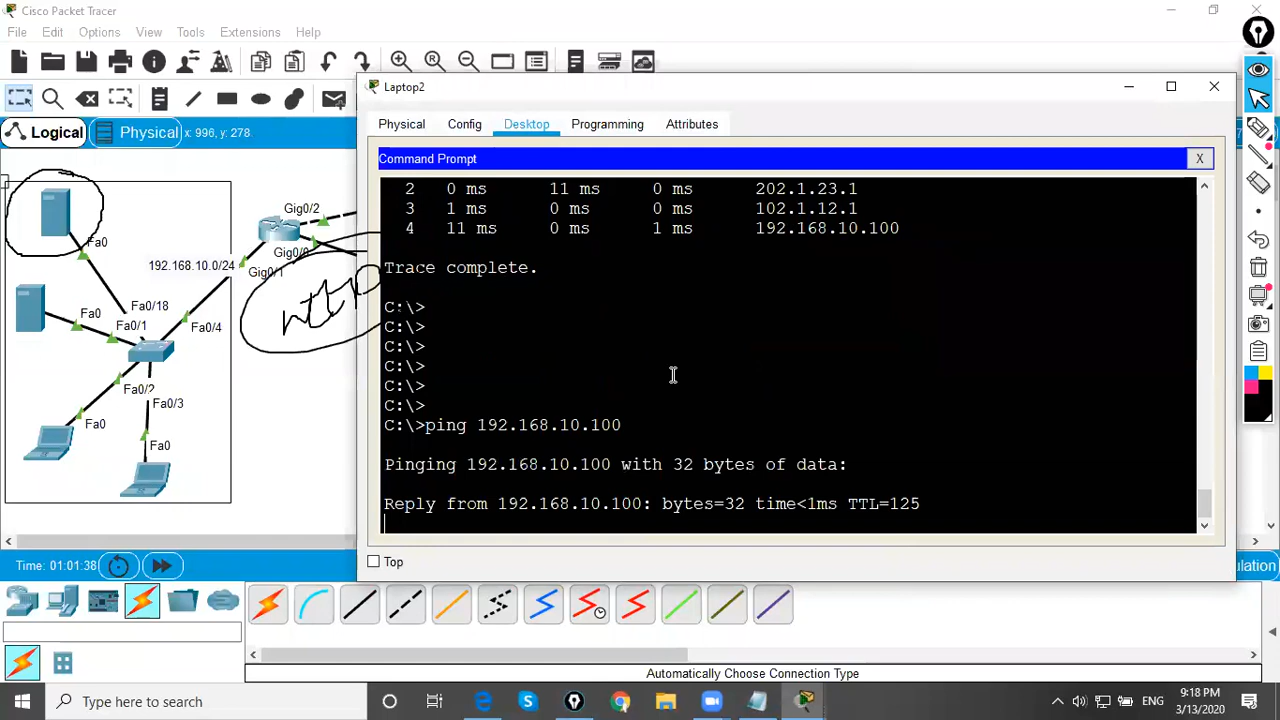 Cisco Packet Tracer
File Edit Options View Tools Extensions Help
Logical Physical x: 996, y: 278
Laptop2
Physical Config Desktop Programming Attributes
Command Prompt
X
2 0 ms 11 ms 0 ms 202.1.23.1
3 1 ms 0 ms 0 ms 102.1.12.1
4 11 ms 0 ms 1 ms 192.168.10.100
Trace complete.
C:\>
C:\>
C:\>
C:\>
C:\>
C:\>
C:\>ping 192.168.10.100
Pinging 192.168.10.100 with 32 bytes of data:
Reply from 192.168.10.100: bytes=32 time<1ms TTL=125
Top
Gig0/2
Fa0
192.168.10.0/24
Gig0/1
Fa0/18
Fa0
Fa0/1
Fa0/4
Fa0/2
Fa0/3
Fa0
Fa0
http
Time: 01:01:38
Automatically Choose Connection Type
Type here to search
ENG
9:18 PM
3/13/2020